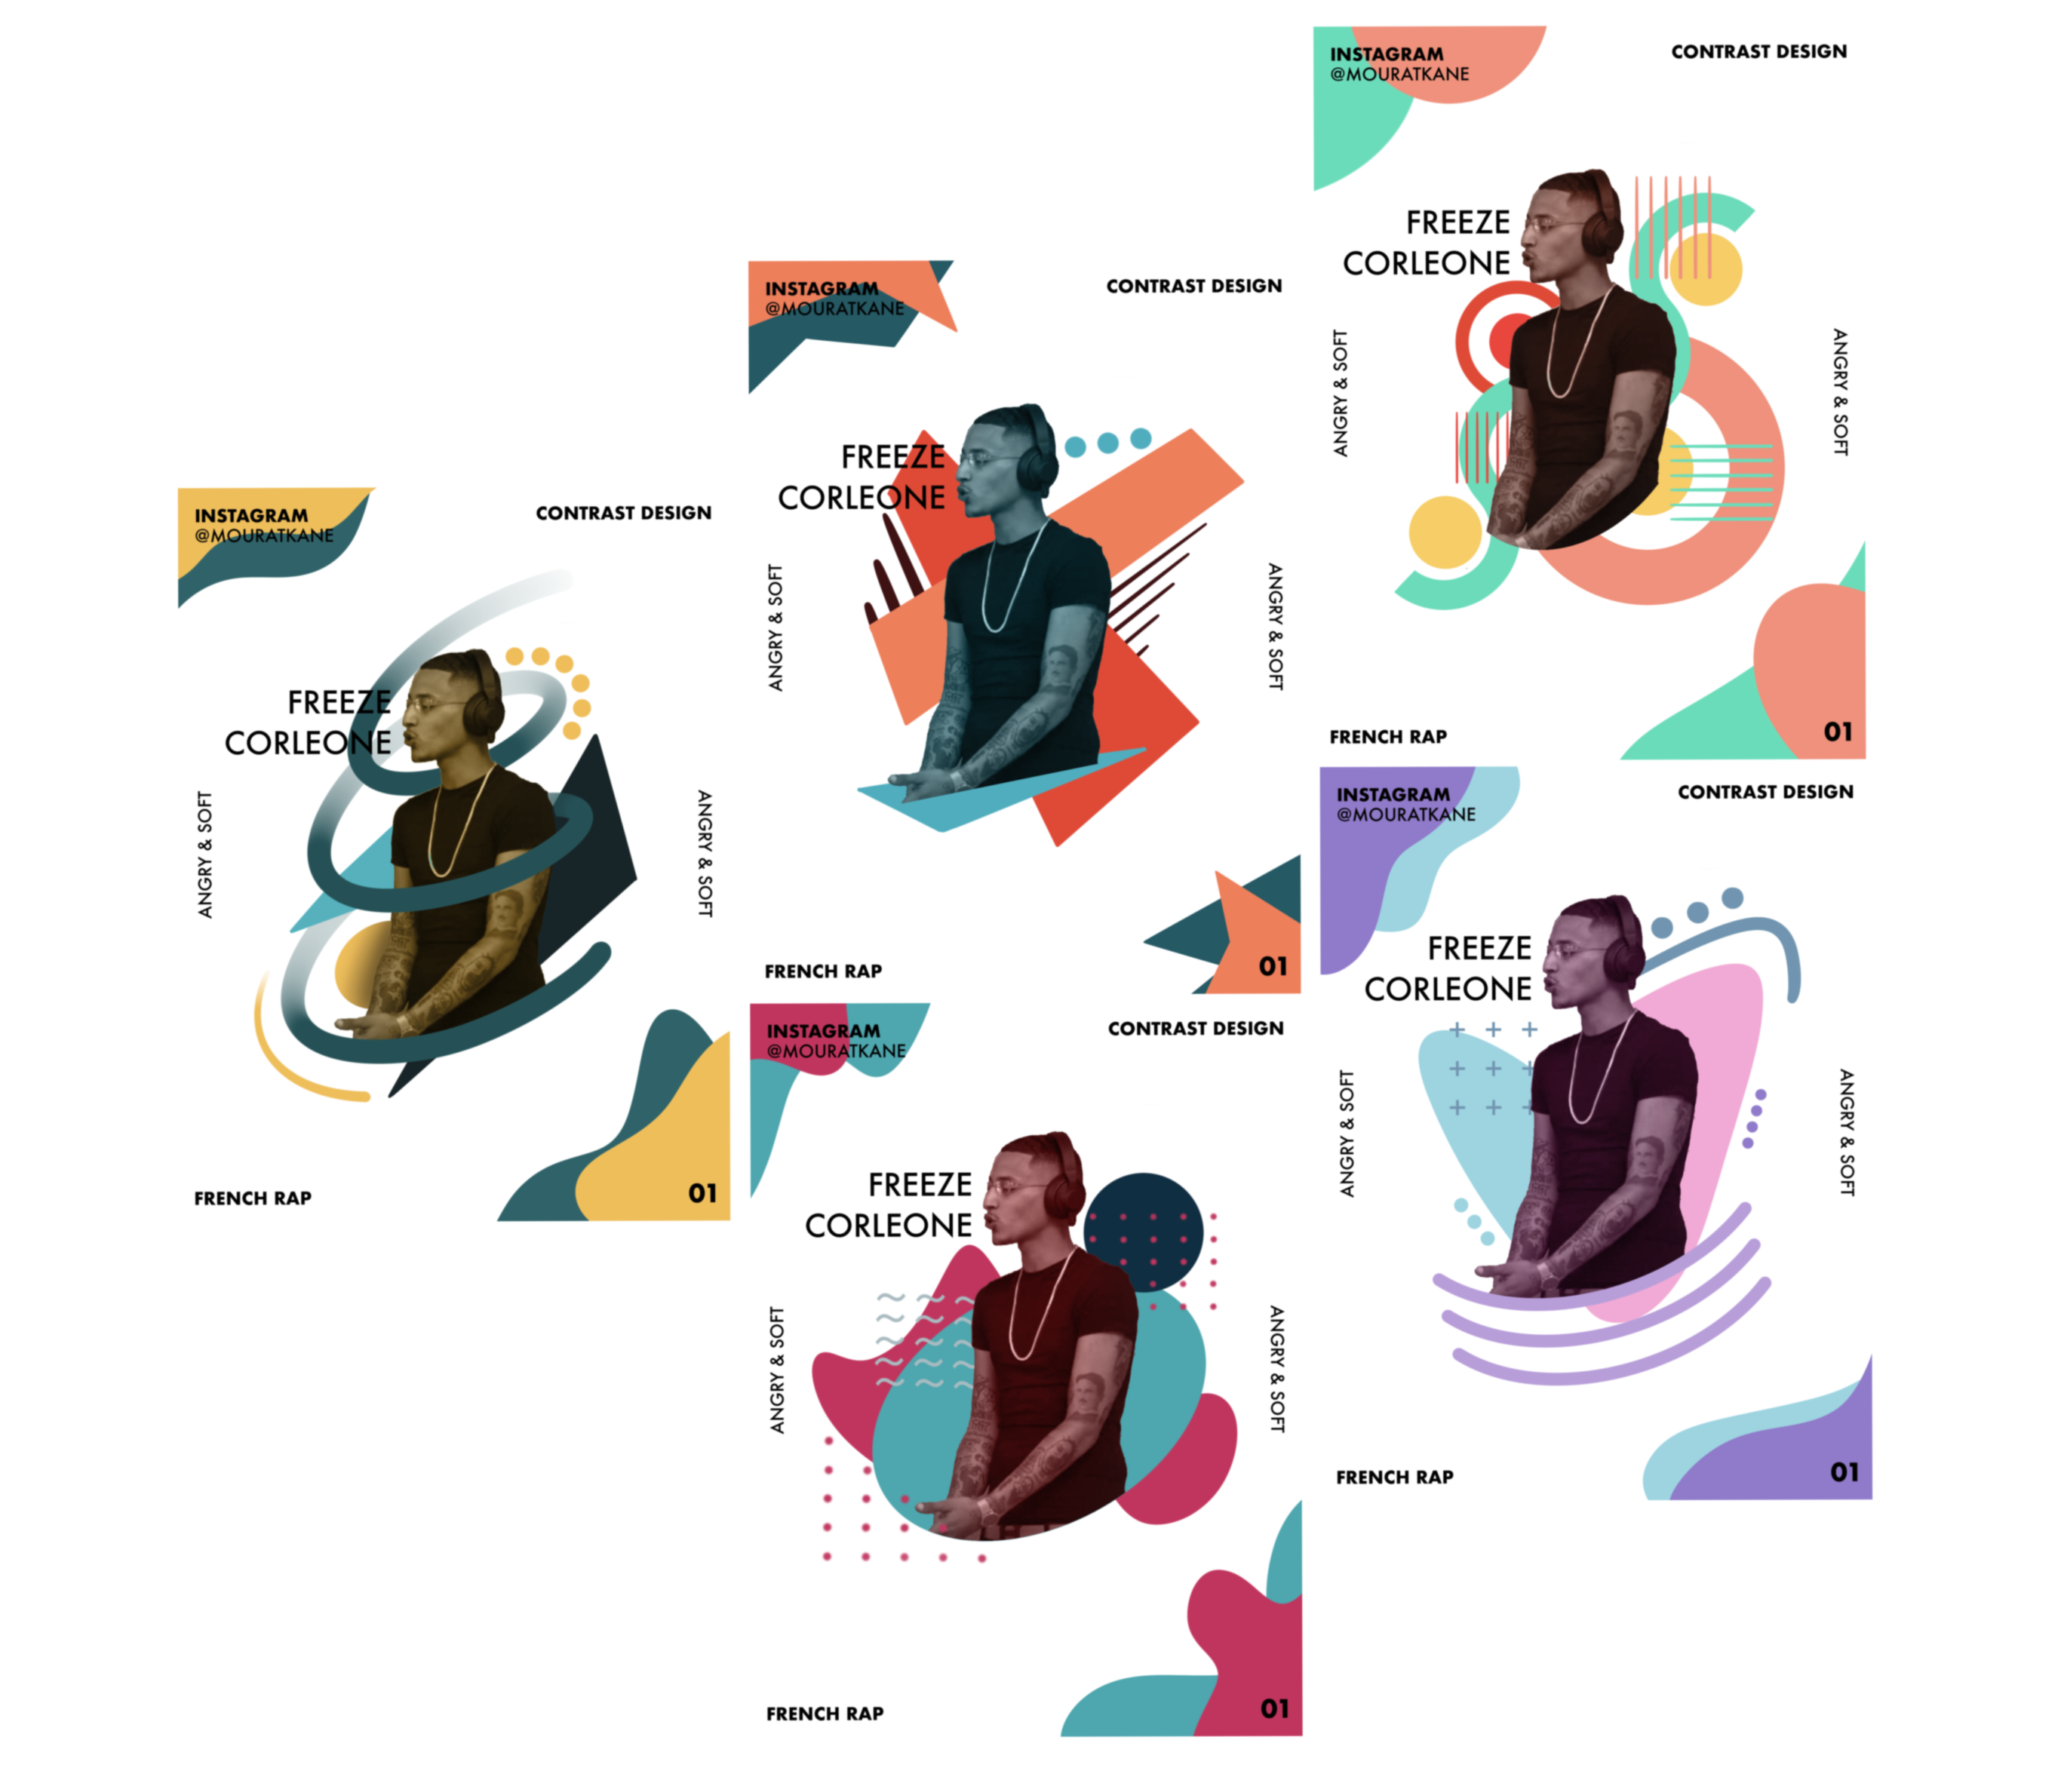 INSTAGRAM
@MOURATKANE
CONTRAST DESIGN
FREEZE
CORLEONE
ANGRY & SOFT
ANGRY & SOFT
FRENCH RAP
01
INSTAGRAM
@MOURATKANE
CONTRAST DESIGN
FREEZE
CORLEONE
ANGRY & SOFT
ANGRY & SOFT
FRENCH RAP
01
INSTAGRAM
@MOURATKANE
CONTRAST DESIGN
FREEZE
CORLEONE
ANGRY & SOFT
ANGRY & SOFT
FRENCH RAP
01
INSTAGRAM
@MOURATKANE
CONTRAST DESIGN
FREEZE
CORLEONE
ANGRY & SOFT
ANGRY & SOFT
FRENCH RAP
01
INSTAGRAM
@MOURATKANE
CONTRAST DESIGN
FREEZE
CORLEONE
ANGRY & SOFT
ANGRY & SOFT
FRENCH RAP
01